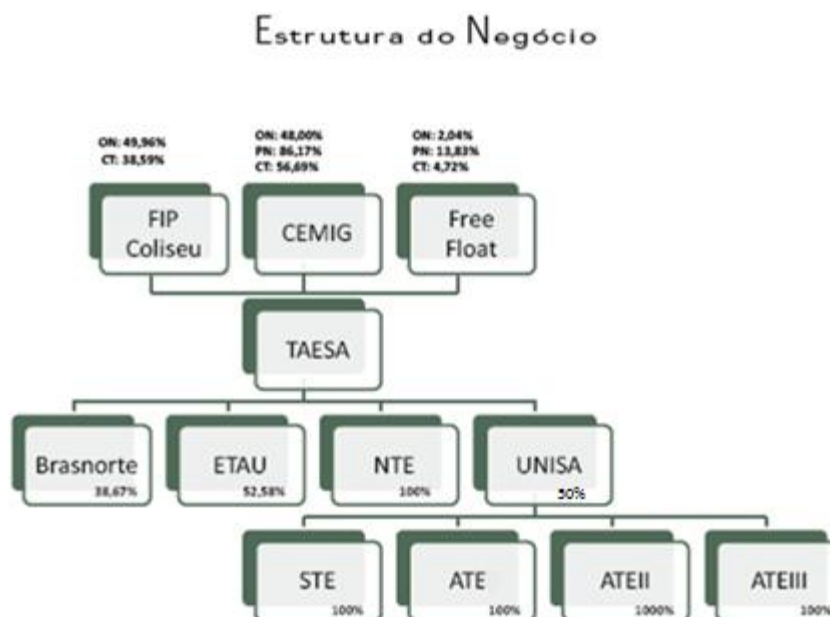 Estrutura do Negócio
ON: 49,96%
CT: 38,59%
ON: 48,00%
PN: 86,17%
CT: 56,69%
ON: 2,04%
PN: 13,83%
CT: 4,72%
FIP
Coliseu
CEMIG
Free
Float
TAESA
Brasnorte
38,67%
ETAU
52,58%
NTE
100%
UNISA
50%
STE
100%
ATE
100%
ATEII
1000%
ATEIII
100%